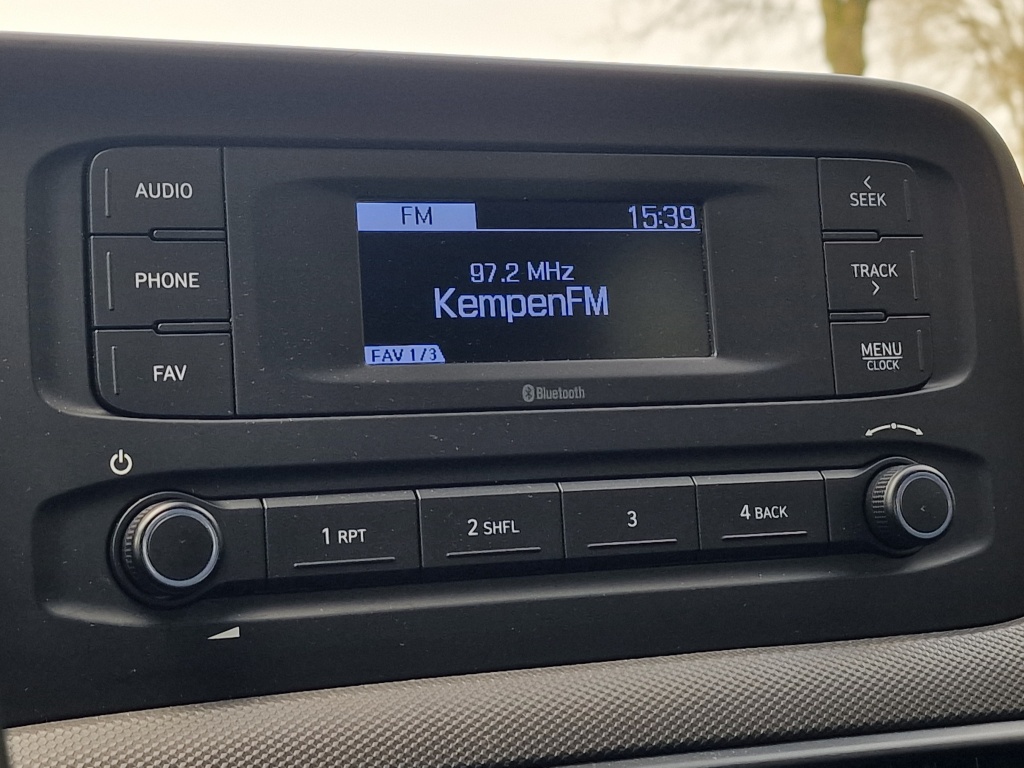 AUDIO
PHONE
FAV
FM 15:39
97.2 MHz
KempenFM
FAV 1/3
Bluetooth
SEEK
TRACK
MENU
CLOCK
1 RPT
2 SHFL
3
4 BACK